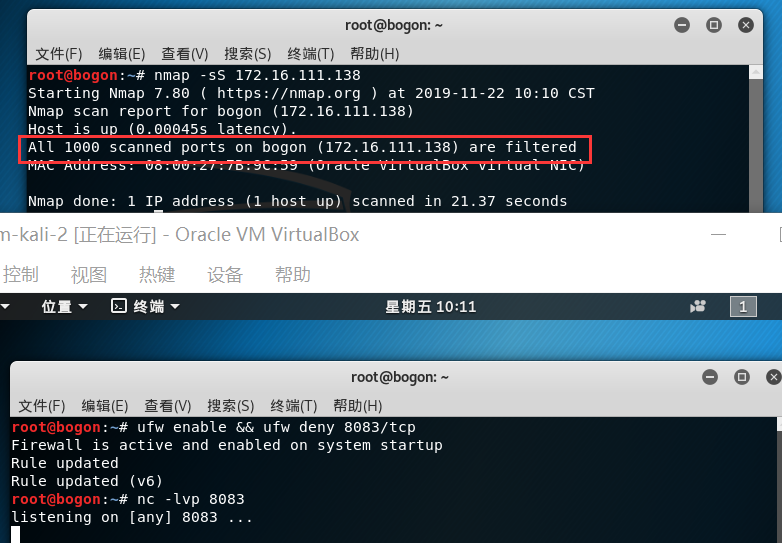 root@bogon: ~
文件(F) 编辑(E) 查看(V) 搜索(S) 终端(T) 帮助(H)
root@bogon:~# nmap -sS 172.16.111.138
Starting Nmap 7.80 ( https://nmap.org ) at 2019-11-22 10:10 CST
Nmap scan report for bogon (172.16.111.138)
Host is up (0.00045s latency).
All 1000 scanned ports on bogon (172.16.111.138) are filtered
MAC Address: 08:00:27:7B:9C:59 (Oracle VirtualBox virtual NIC)
Nmap done: 1 IP address (1 host up) scanned in 21.37 seconds
m-kali-2 [正在运行] - Oracle VM VirtualBox
控制 视图 热键 设备 帮助
位置 终端 星期五 10:11 1
root@bogon: ~
文件(F) 编辑(E) 查看(V) 搜索(S) 终端(T) 帮助(H)
root@bogon:~# ufw enable && ufw deny 8083/tcp
Firewall is active and enabled on system startup
Rule updated
Rule updated (v6)
root@bogon:~# nc -lvp 8083
listening on [any] 8083 ...